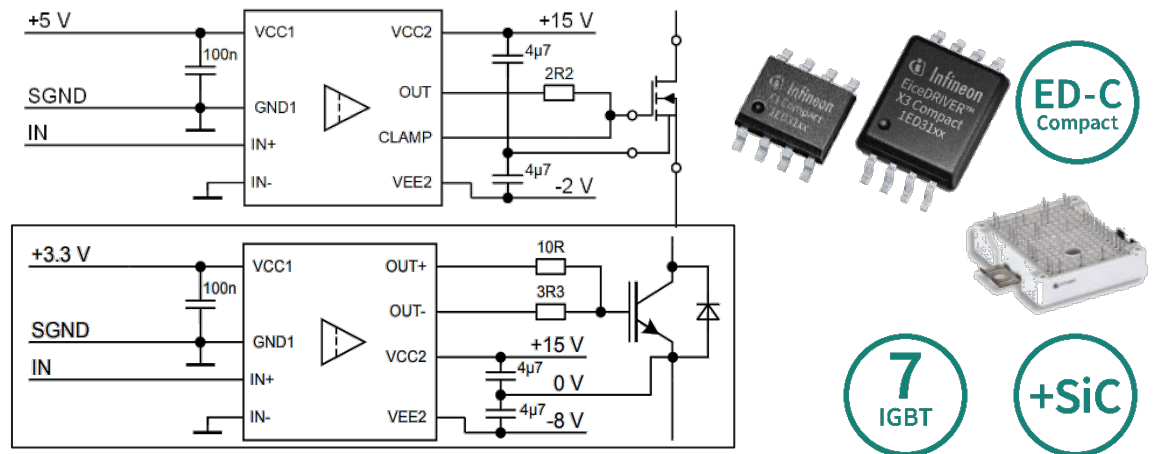 +5 V
VCC1
VCC2
+15 V
100n
4µ7
2R2
OUT
SGND
GND1
CLAMP
IN
IN+
4µ7
IN-
VEE2
-2 V
+3.3 V
VCC1
OUT+
10R
100n
OUT-
3R3
SGND
GND1
VCC2
+15 V
4µ7
IN
IN+
0 V
4µ7
IN-
VEE2
-8 V
Infineon
X3 Compact
1ED31xx
Infineon
EiceDRIVER™
X3 Compact
1ED31xx
ED-C
Compact
7
IGBT
+SiC